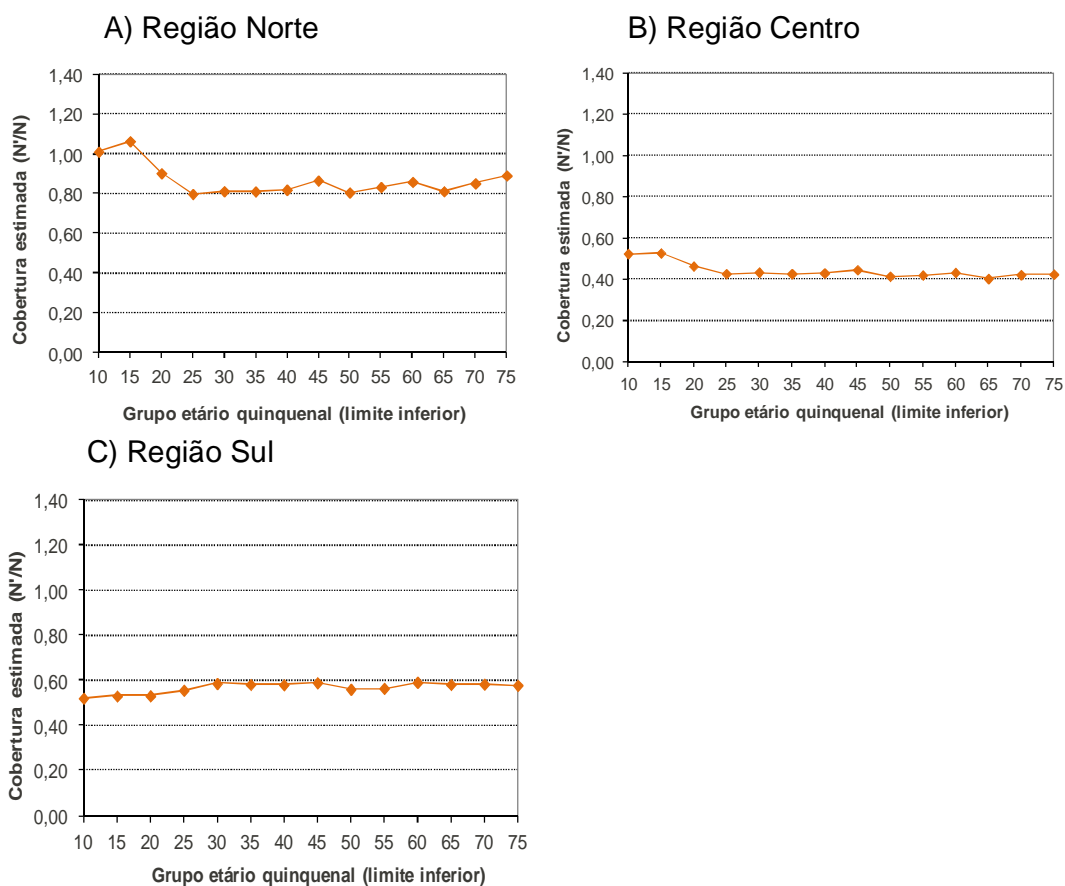 A) Região Norte
Cobertura estimada (N'/N)
1,40
1,20
1,00
0,80
0,60
0,40
0,20
0,00
10 15 20 25 30 35 40 45 50 55 60 65 70 75
Grupo etário quinquenal (limite inferior)
B) Região Centro
Cobertura estimada (N'/N)
1,40
1,20
1,00
0,80
0,60
0,40
0,20
0,00
10 15 20 25 30 35 40 45 50 55 60 65 70 75
Grupo etário quinquenal (limite inferior)
C) Região Sul
Cobertura estimada (N'/N)
1,40
1,20
1,00
0,80
0,60
0,40
0,20
0,00
10 15 20 25 30 35 40 45 50 55 60 65 70 75
Grupo etário quinquenal (limite inferior)